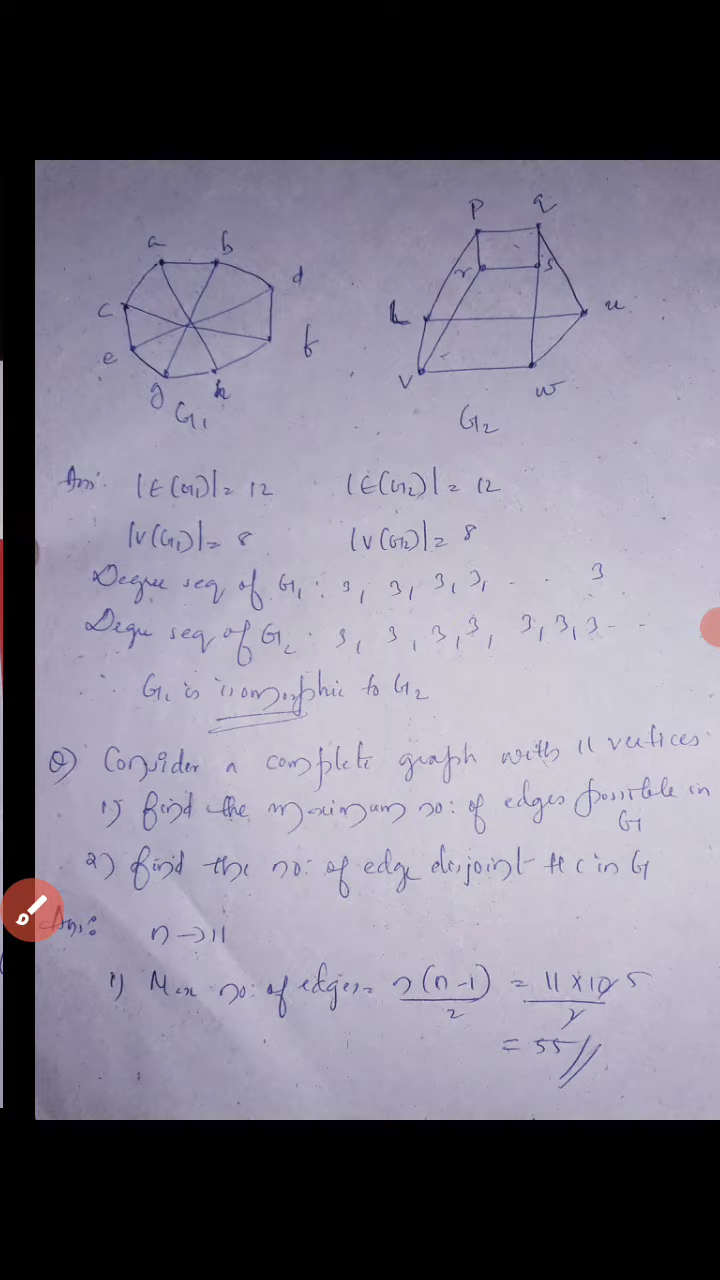 p q
a b
d
r s
c
L u
f
e
v
g h w
G1 G2
Ans: |E(G1)| = 12 |E(G2)| = 12
|V(G1)| = 8 |V(G2)| = 8
Degree seq of G1 : 3, 3, 3, 3, - - 3
Degu seq of G2 : 3, 3, 3, 3, 3, 3, 3 - -
∴ G1 is isomorphic to G2
Q) Consider a complete graph with 11 vertices.
1) find the maximum no: of edges possible in
G
2) find the no: of edge disjoint HC in G
Ans: n → 11
1) Max no: of edges = n(n-1)/2 = 11 × 10/2 5
= 55//